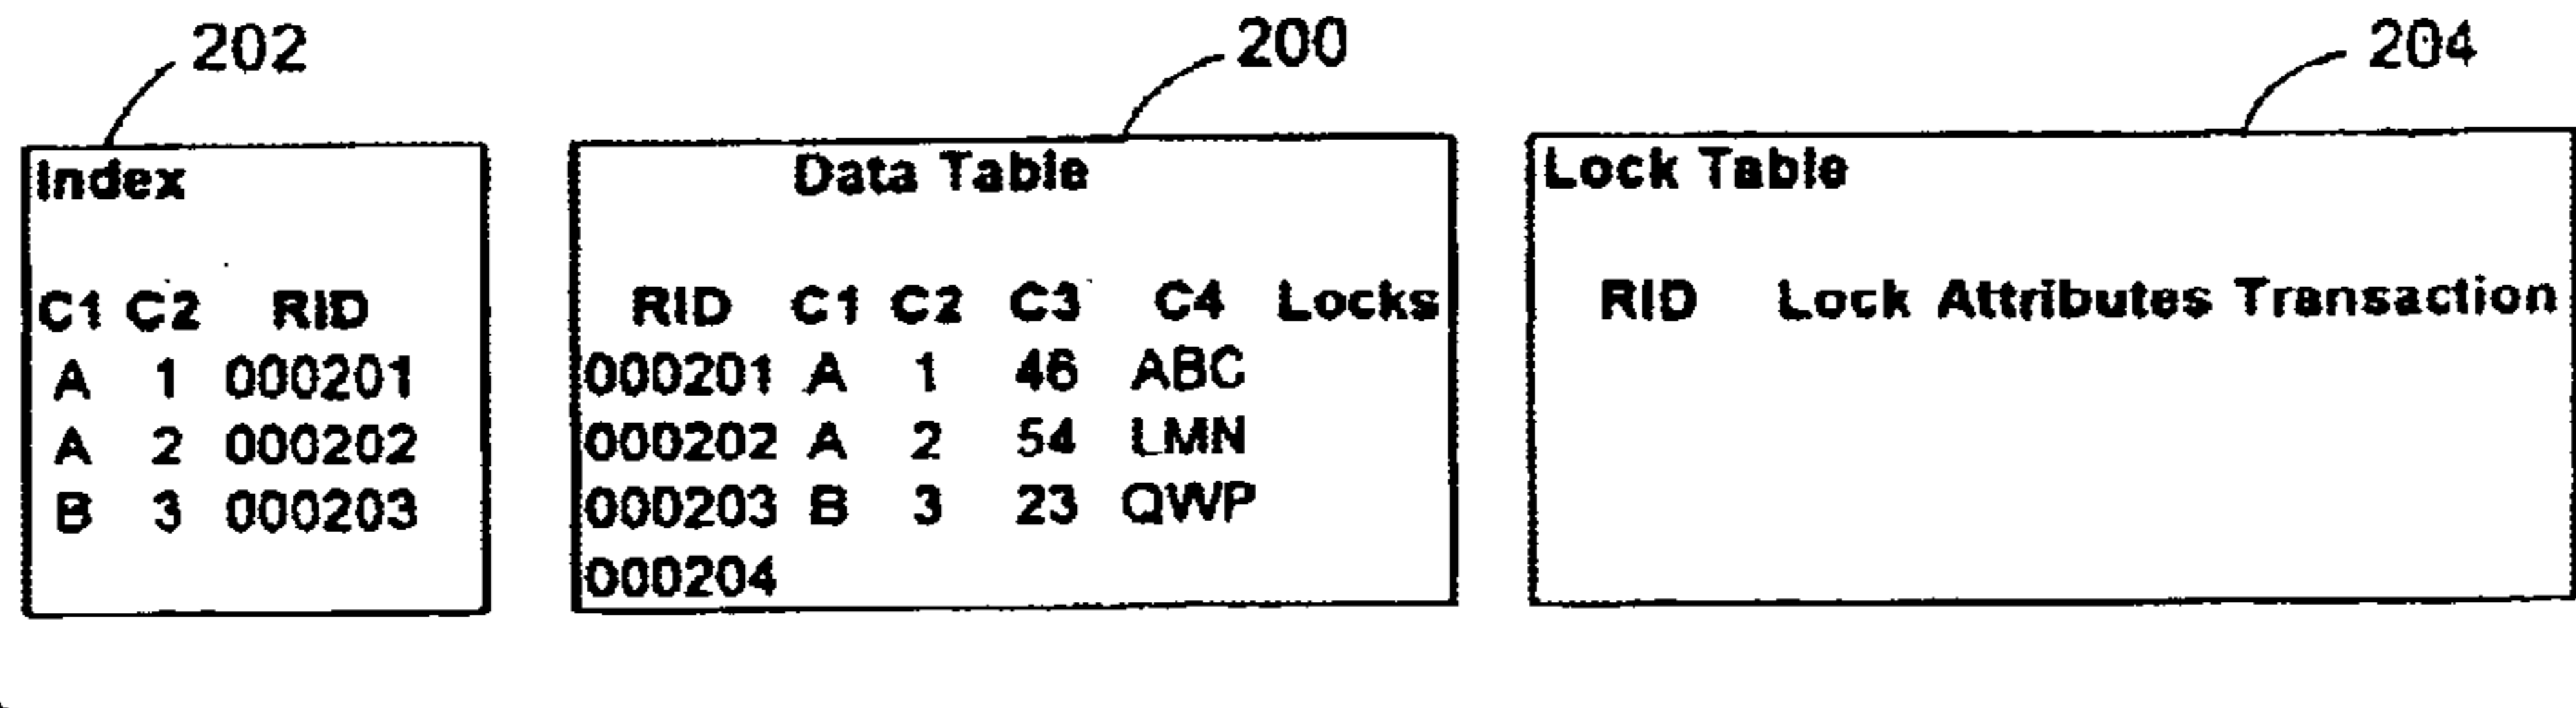 202
200
204
Index
C1 C2 RID
A 1 000201
A 2 000202
B 3 000203
Data Table
RID C1 C2 C3 C4 Locks
000201 A 1 46 ABC
000202 A 2 54 LMN
000203 B 3 23 QWP
000204
Lock Table
RID Lock Attributes Transaction